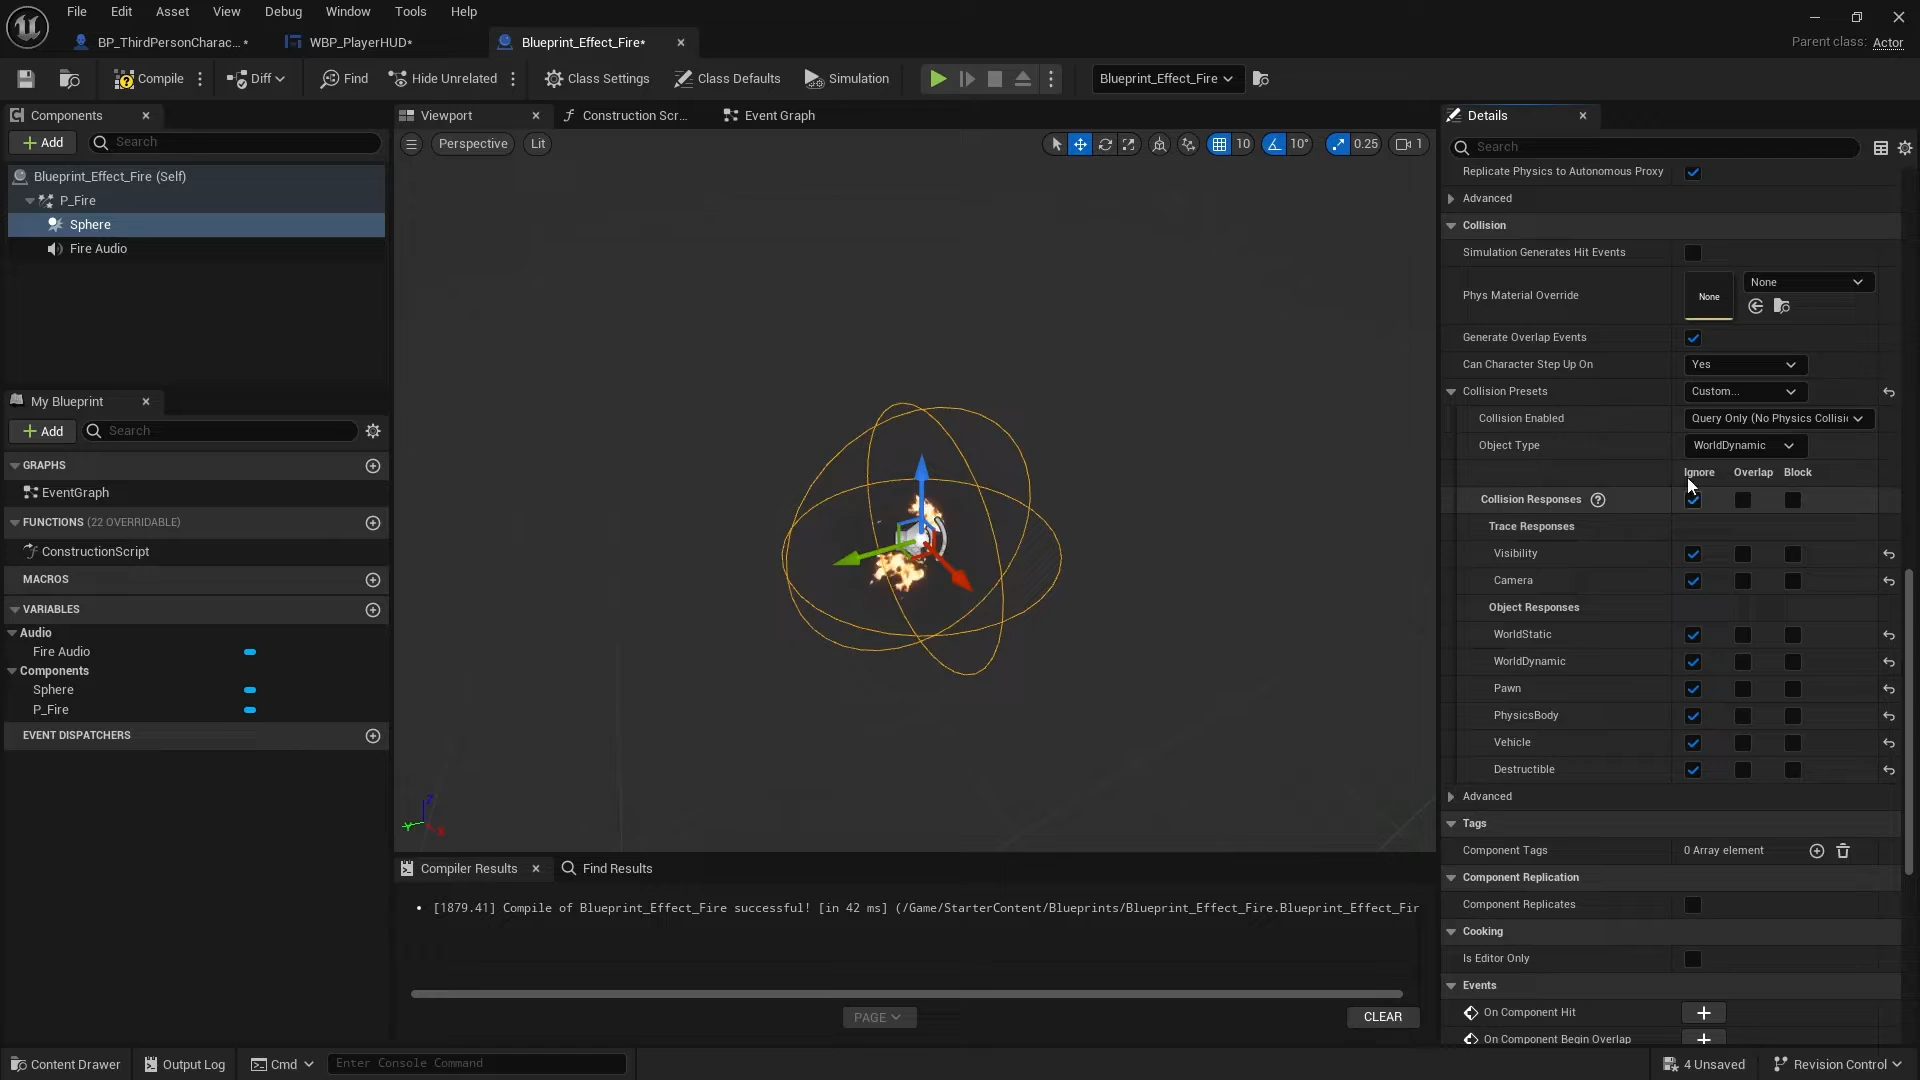 File Edit Asset View Debug Window Tools Help
BP_ThirdPersonCharac...* WBP_PlayerHUD* Blueprint_Effect_Fire* Parent class: Actor
Compile Diff Find Hide Unrelated Class Settings Class Defaults Simulation Blueprint_Effect_Fire
Components
Add Search
Blueprint_Effect_Fire (Self)
P_Fire
Sphere
Fire Audio
My Blueprint
Add Search
GRAPHS
EventGraph
FUNCTIONS (22 OVERRIDABLE)
ConstructionScript
MACROS
VARIABLES
Audio
Fire Audio
Components
Sphere
P_Fire
EVENT DISPATCHERS
Viewport Construction Scr... Event Graph
Perspective Lit 10 10° 0.25 1
Z
Y X
Compiler Results Find Results
[1879.41] Compile of Blueprint_Effect_Fire successful! [in 42 ms] (/Game/StarterContent/Blueprints/Blueprint_Effect_Fire.Blueprint_Effect_Fir
PAGE CLEAR
Details
Search
Replicate Physics to Autonomous Proxy
Advanced
Collision
Simulation Generates Hit Events
Phys Material Override None None
Generate Overlap Events
Can Character Step Up On Yes
Collision Presets Custom...
Collision Enabled Query Only (No Physics Collisi
Object Type WorldDynamic
Ignore Overlap Block
Collision Responses ?
Trace Responses
Visibility
Camera
Object Responses
WorldStatic
WorldDynamic
Pawn
PhysicsBody
Vehicle
Destructible
Advanced
Tags
Component Tags 0 Array element
Component Replication
Component Replicates
Cooking
Is Editor Only
Events
On Component Hit
On Component Begin Overlap
Content Drawer Output Log Cmd Enter Console Command 4 Unsaved Revision Control